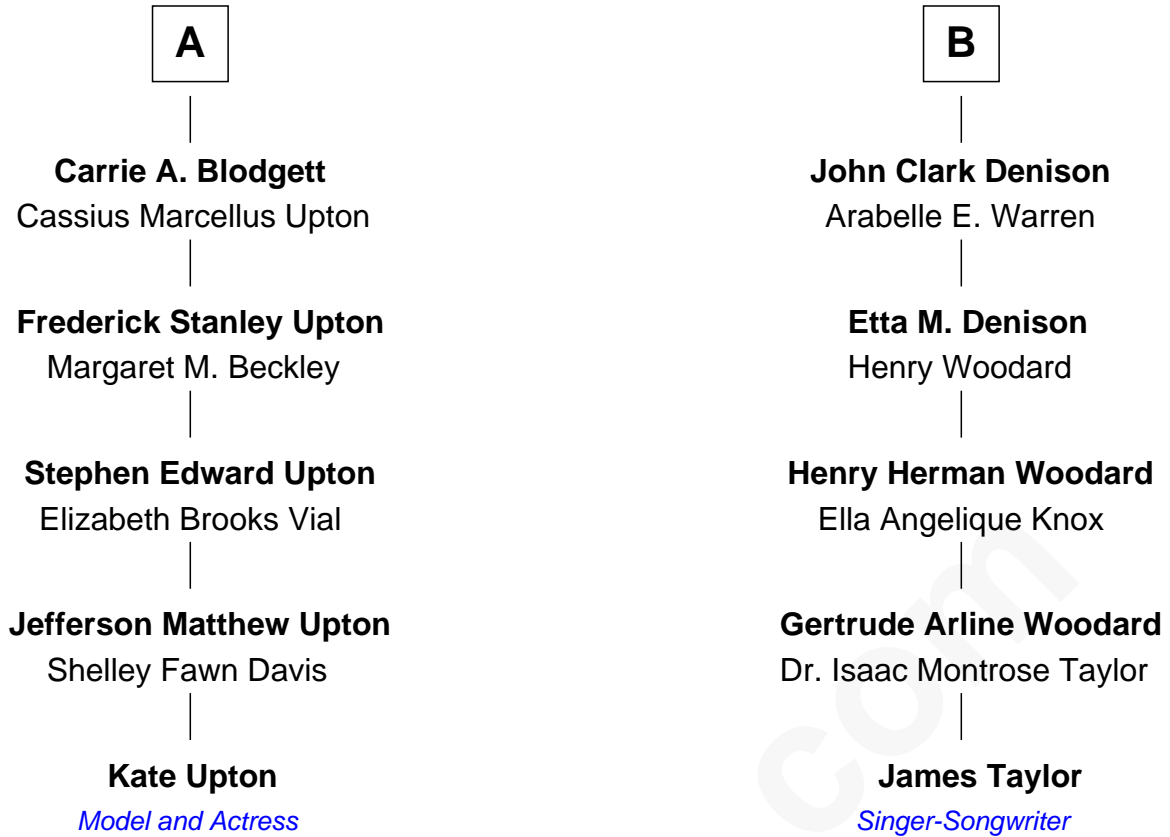 A
B
Carrie A. Blodgett
Cassius Marcellus Upton
John Clark Denison
Arabelle E. Warren
Frederick Stanley Upton
Margaret M. Beckley
Etta M. Denison
Henry Woodard
Stephen Edward Upton
Elizabeth Brooks Vial
Henry Herman Woodard
Ella Angelique Knox
Jefferson Matthew Upton
Shelley Fawn Davis
Gertrude Arline Woodard
Dr. Isaac Montrose Taylor
Kate Upton
Model and Actress
James Taylor
Singer-Songwriter
com